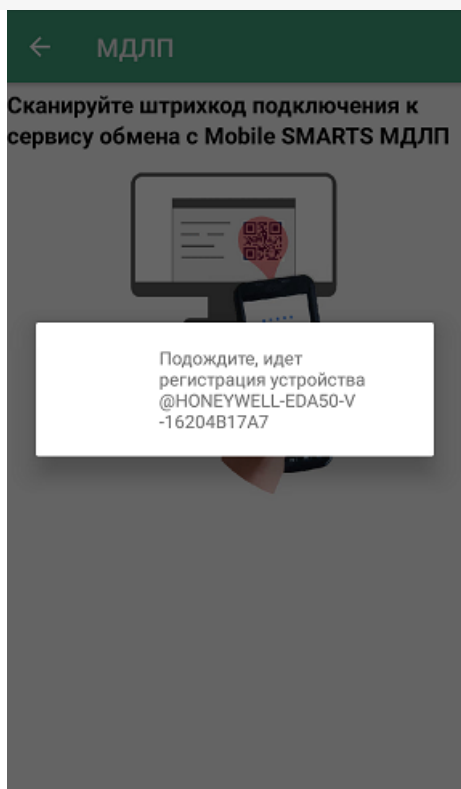 МДЛП
Сканируйте штрихкод подключения к
сервису обмена с Mobile SMARTS МДЛП
Подождите, идет
регистрация устройства
@HONEYWELL-EDA50-V
-16204B17A7